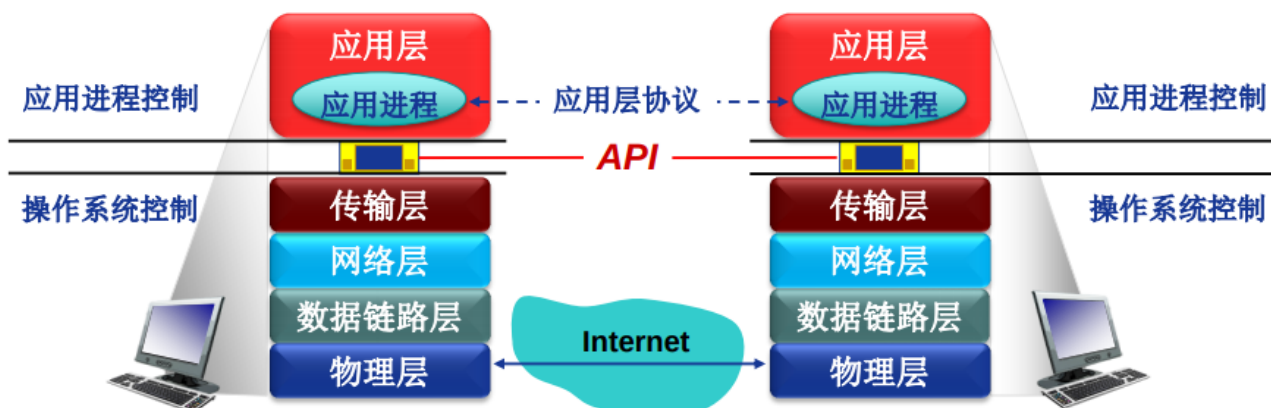 应用层
应用层
应用进程控制
应用进程
应用层协议
应用进程
应用进程控制
API
操作系统控制
传输层
传输层
操作系统控制
网络层
网络层
数据链路层
Internet
数据链路层
物理层
物理层